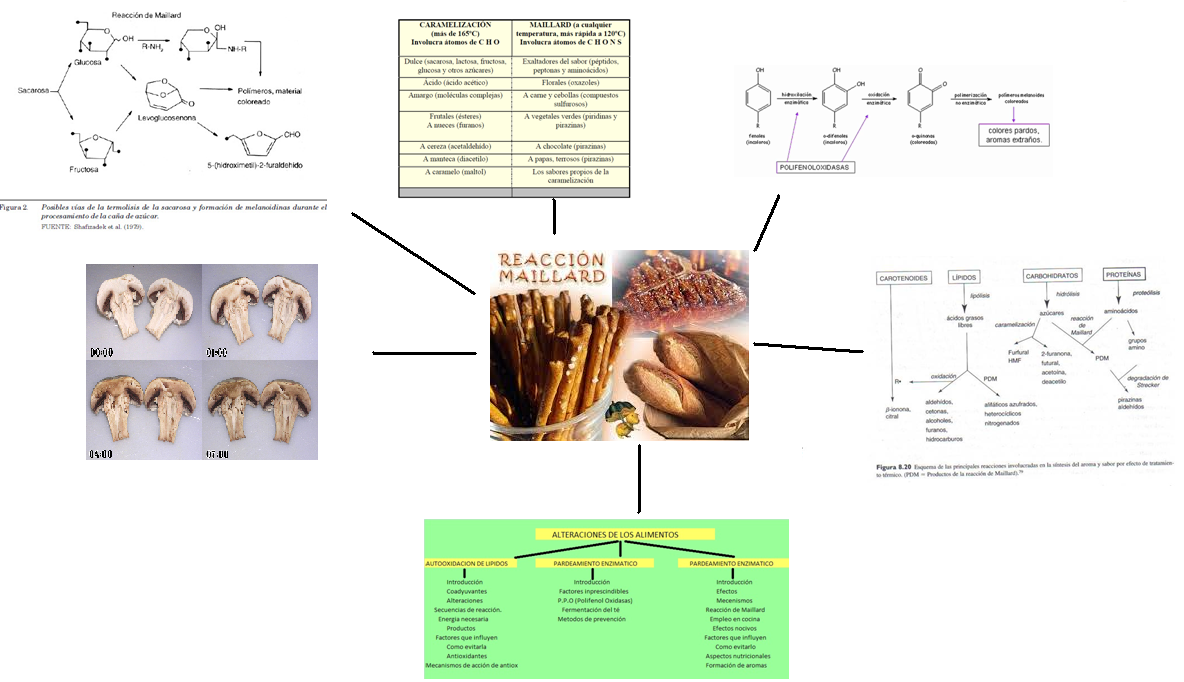 Reacción de Maillard
OH
R-NH₂
OH
NH-R
Glucosa
Sacarosa
O
O
O
Polímeros, material
coloreado
Levoglucosenona
O
CHO
Fructosa
5-(hidroximetil)-2-furaldehído
Figura 2. Posibles vías de la termolisis de la sacarosa y formación de melanoidinas durante el
procesamiento de la caña de azúcar.
FUENTE: Shafizadek et al. (1979).
CARAMELIZACIÓN
(más de 165ºC)
Involucra átomos de C H O
MAILLARD (a cualquier
temperatura, más rápida a 120ºC)
Involucra átomos de C H O N S
Dulce (sacarosa, lactosa, fructosa,
glucosa y otros azúcares)
Exaltadores del sabor (péptidos,
peptonas y aminoácidos)
Ácido (ácido acético)
Florales (oxazoles)
Amargo (moléculas complejas)
A carne y cebollas (compuestos
sulfurosos)
Frutales (ésteres)
A nueces (furanos)
A vegetales verdes (piridinas y
pirazinas)
A cereza (acetaldehído)
A chocolate (pirazinas)
A manteca (diacetilo)
A papas, terrosos (pirazinas)
A caramelo (maltol)
Los sabores propios de la
caramelización
OH
OH
OH
O
O
R
R
R
hidroxilación
enzimática
oxidación
enzimática
polimerización
no enzimática
polímeros melanoides
coloreados
fenoles
(incoloros)
o-difenoles
(incoloros)
o-quinonas
(coloreados)
colores pardos,
aromas extraños.
POLIFENOLOXIDASAS
00:00
REACCIÓN
MAILLARD
CAROTENOIDES
LÍPIDOS
CARBOHIDRATOS
PROTEÍNAS
lipólisis
hidrólisis
proteólisis
ácidos grasos
libres
azúcares
aminoácidos
caramelización
reacción
de
Maillard
grupos
amino
Furfural
HMF
2-furanona,
futural,
acetoína,
deacetilo
PDM
degradación de
Strecker
pirazinas
aldehídos
oxidación
R•
PDM
β-ionona,
citral
aldehídos,
cetonas,
alcoholes,
furanos,
hidrocarburos
alifáticos azufrados,
heterocíclicos
nitrogenados
Figura 8.20 Esquema de las principales reacciones involucradas en la síntesis del aroma y sabor por efecto de tratamien-
to térmico. (PDM = Productos de la reacción de Maillard).
ALTERACIONES DE LOS ALIMENTOS
AUTOOXIDACION DE LIPIDOS
Introducción
Coadyuvantes
Alteraciones
Secuencias de reacción.
Energia necesaria
Productos
Factores que influyen
Como evitarla
Antioxidantes
Mecanismos de acción de antiox
PARDEAMIENTO ENZIMATICO
Introducción
Factores inprescindibles
P.P.O (Polifenol Oxidasas)
Fermentación del té
Metodos de prevención
PARDEAMIENTO ENZIMATICO
Introducción
Efectos
Mecenismos
Reacción de Maillard
Empleo en cocina
Efectos nocivos
Factores que influyen
Como evitarlo
Aspectos nutricionales
Formación de aromas